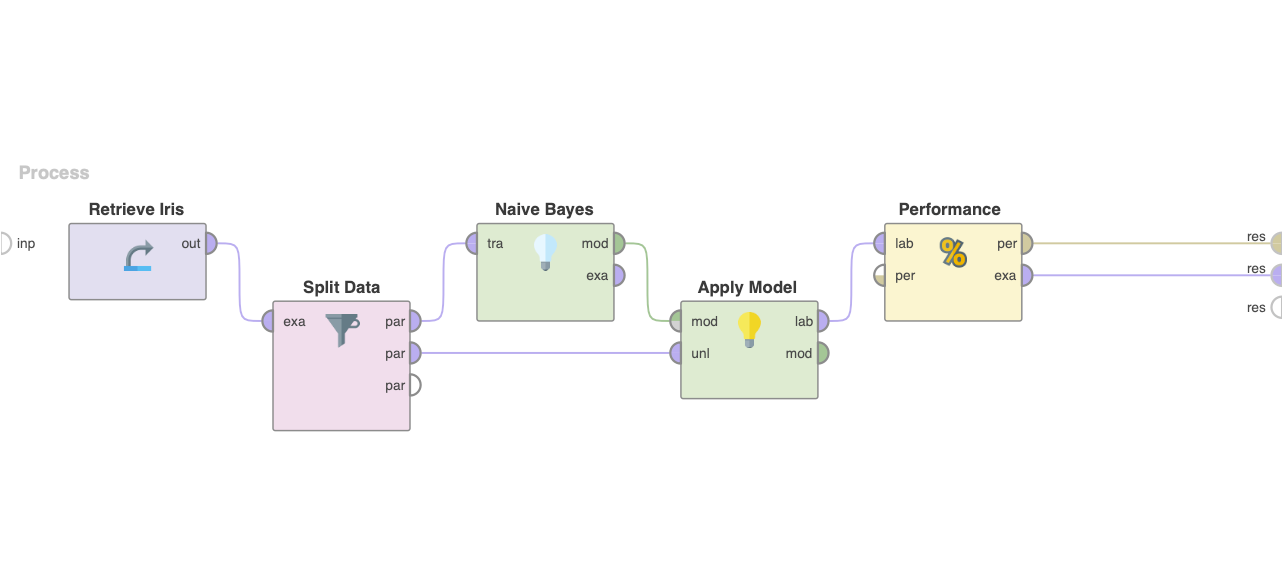 Process
inp
Retrieve Iris
out
Split Data
exa
par
par
par
Naive Bayes
tra
mod
exa
Apply Model
mod
lab
unl
mod
Performance
%
lab
per
per
exa
res
res
res